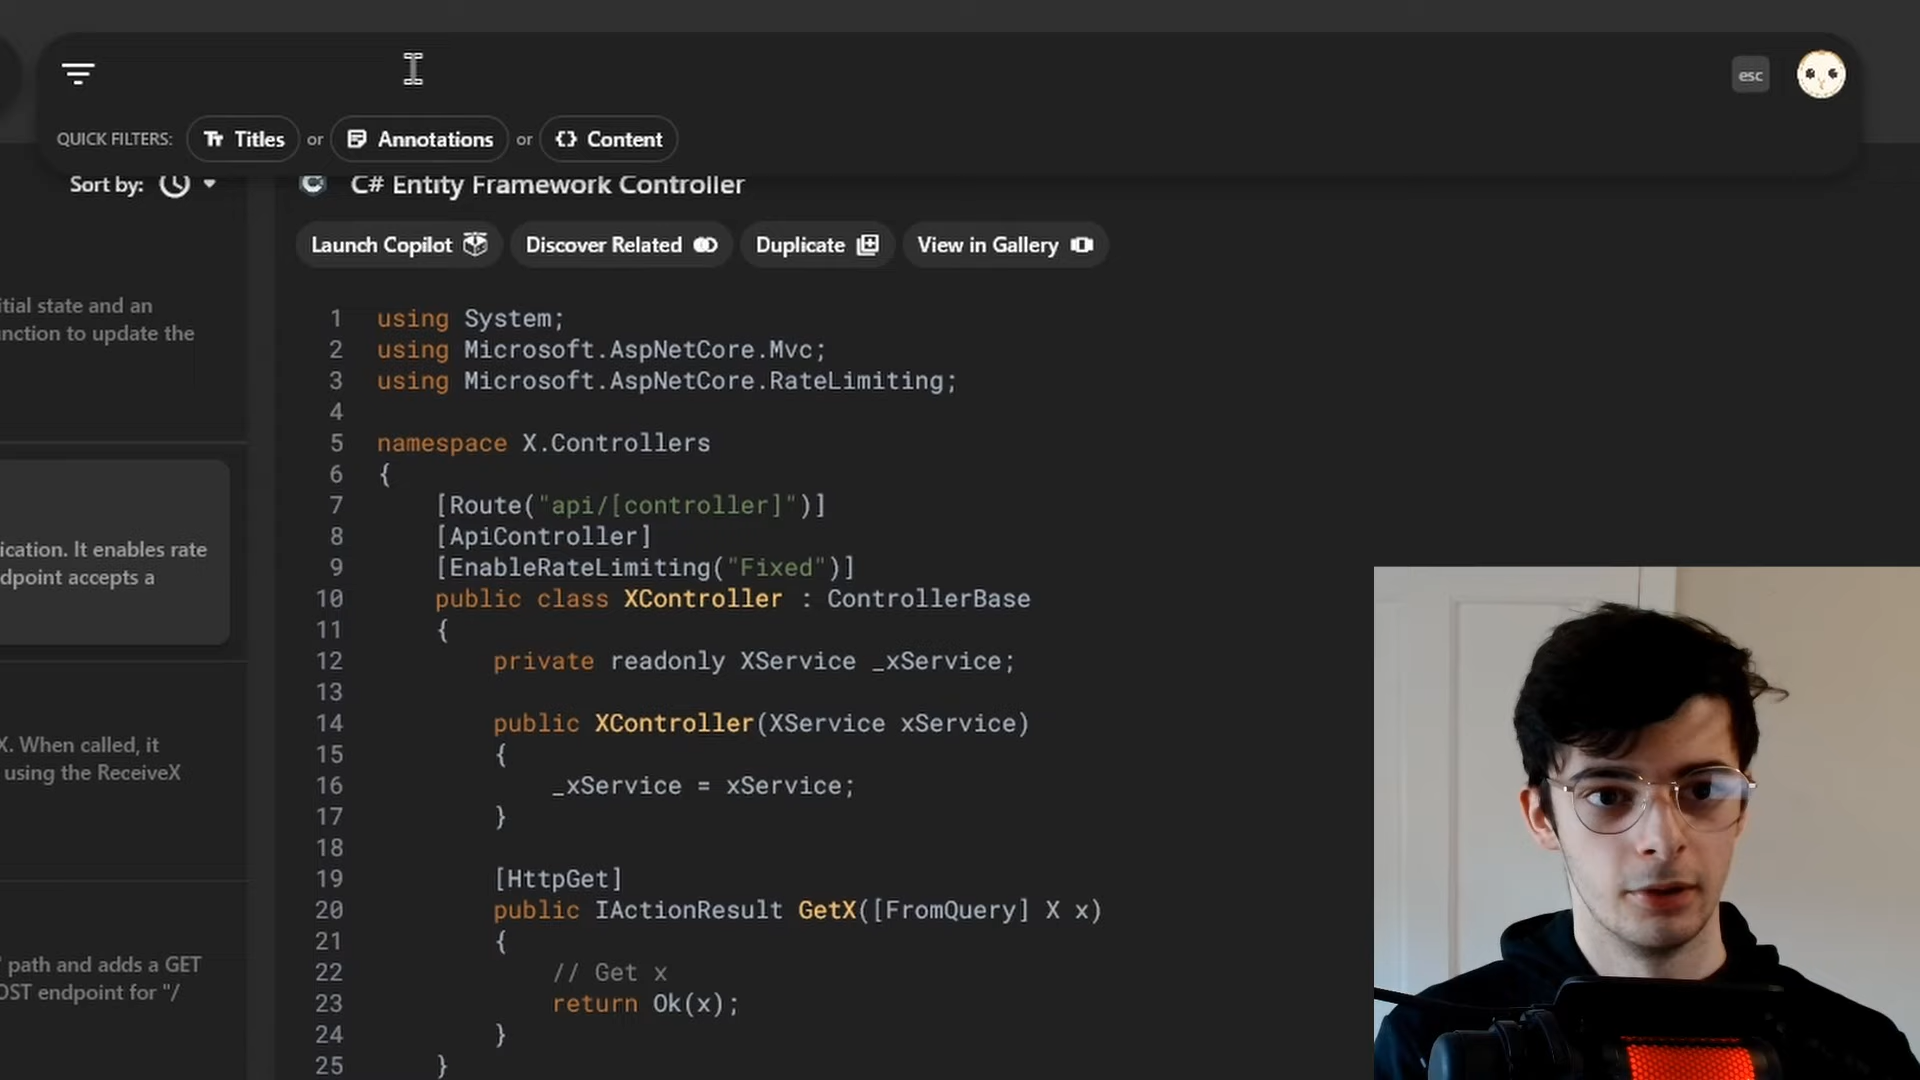 esc
QUICK FILTERS: Titles or Annotations or Content
Sort by:
C# Entity Framework Controller
Launch Copilot Discover Related Duplicate View in Gallery
itial state and an
unction to update the
ication. It enables rate
dpoint accepts a
X. When called, it
using the ReceiveX
path and adds a GET
OST endpoint for "/
1 using System;
2 using Microsoft.AspNetCore.Mvc;
3 using Microsoft.AspNetCore.RateLimiting;
4
5 namespace X.Controllers
6 {
7 [Route("api/[controller]")]
8 [ApiController]
9 [EnableRateLimiting("Fixed")]
10 public class XController : ControllerBase
11 {
12 private readonly XService _xService;
13
14 public XController(XService xService)
15 {
16 _xService = xService;
17 }
18
19 [HttpGet]
20 public IActionResult GetX([FromQuery] X x)
21 {
22 // Get x
23 return Ok(x);
24 }
25 }